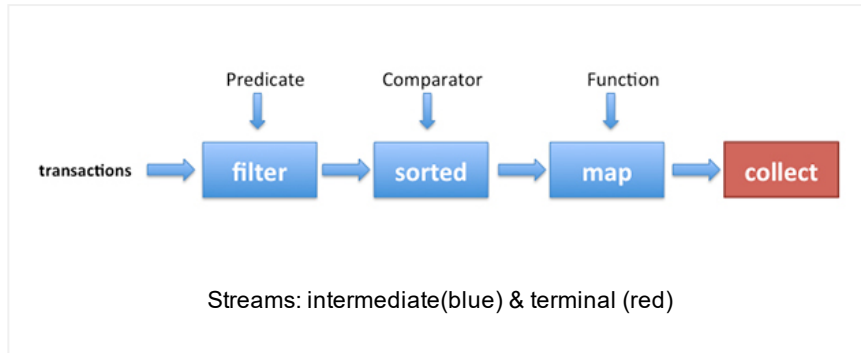 Predicate Comparator Function
transactions filter sorted map collect
Streams: intermediate(blue) & terminal (red)